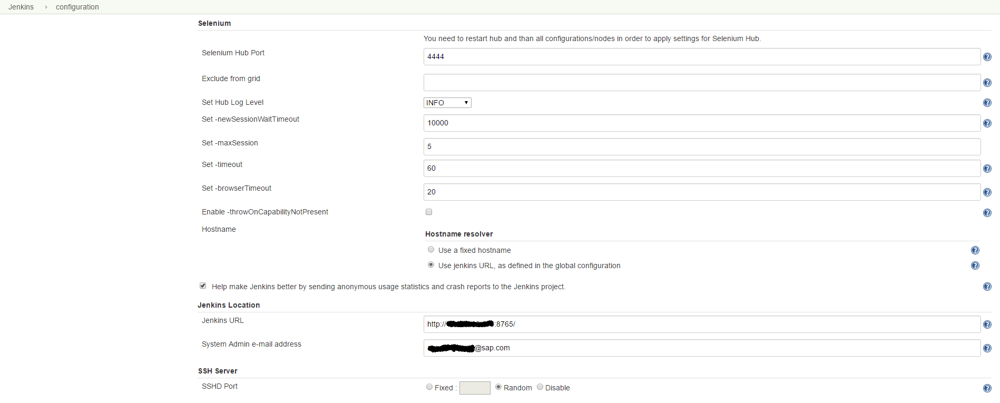 Jenkins configuration
Selenium
You need to restart hub and than all configurations/nodes in order to apply settings for Selenium Hub.
Selenium Hub Port
4444
Exclude from grid
Set Hub Log Level
INFO
Set -newSessionWaitTimeout
10000
Set -maxSession
5
Set -timeout
60
Set -browserTimeout
20
Enable -throwOnCapabilityNotPresent
Hostname
Hostname resolver
Use a fixed hostname
Use jenkins URL, as defined in the global configuration
Help make Jenkins better by sending anonymous usage statistics and crash reports to the Jenkins project.
Jenkins Location
Jenkins URL
http:// :8765/
System Admin e-mail address
@sap.com
SSH Server
SSHD Port
Fixed : Random Disable